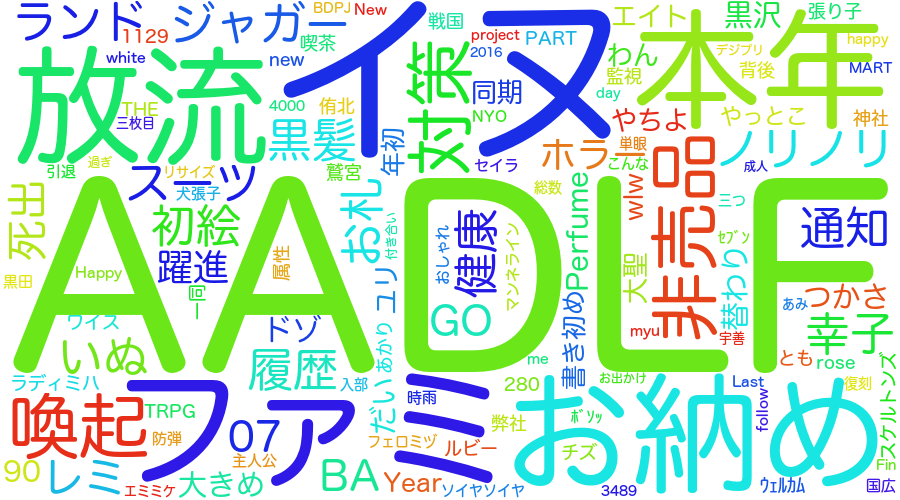 ランド
ジャガー
BDPJ
New
イヌ
戦国
エイト
黒沢
張り子
1129
喫茶
project
PART
本年
happy
white
new
対策
2016
わん
デジプリ
監視
背後
MART
放流
同期
day
THE
4000
侑北
NYO
やちよ
やっとこ
神社
三枚目
黒髪
年初
ホラー
単眼
ノリノリ
引退
過ぎ
リサイズ
鷲宮
セイラ
こんな
成人
スーツ
犬張子
お札
付き合い
総数
wlw
非売品
三つ
死出
初絵
おしゃれ
健康
マンネライン
Perfume
ｾﾌﾞﾝ
通知
躍進
属性
AADLF
大聖
替わり
Happy
黒田
一同
ユリ
書き初め
あみ
つかさ
ワイス
ドゾ
GO
myu
宇善
幸子
いぬ
履歴
あかり
me
とも
rose
ラディミハ
入部
だい
時雨
280
お出かけ
Last
復刻
スケルトンズ
喚起
TRPG
ファミ
弊社
ﾎﾞｿｯ
お納め
follow
防弾
07
フェロミゾ
ルビー
チズ
90
レミ
主人公
Fin
エミミケ
大きめ
BA
Year
ソイヤソイヤ
3489
ｳｪﾙｶﾑ
国広